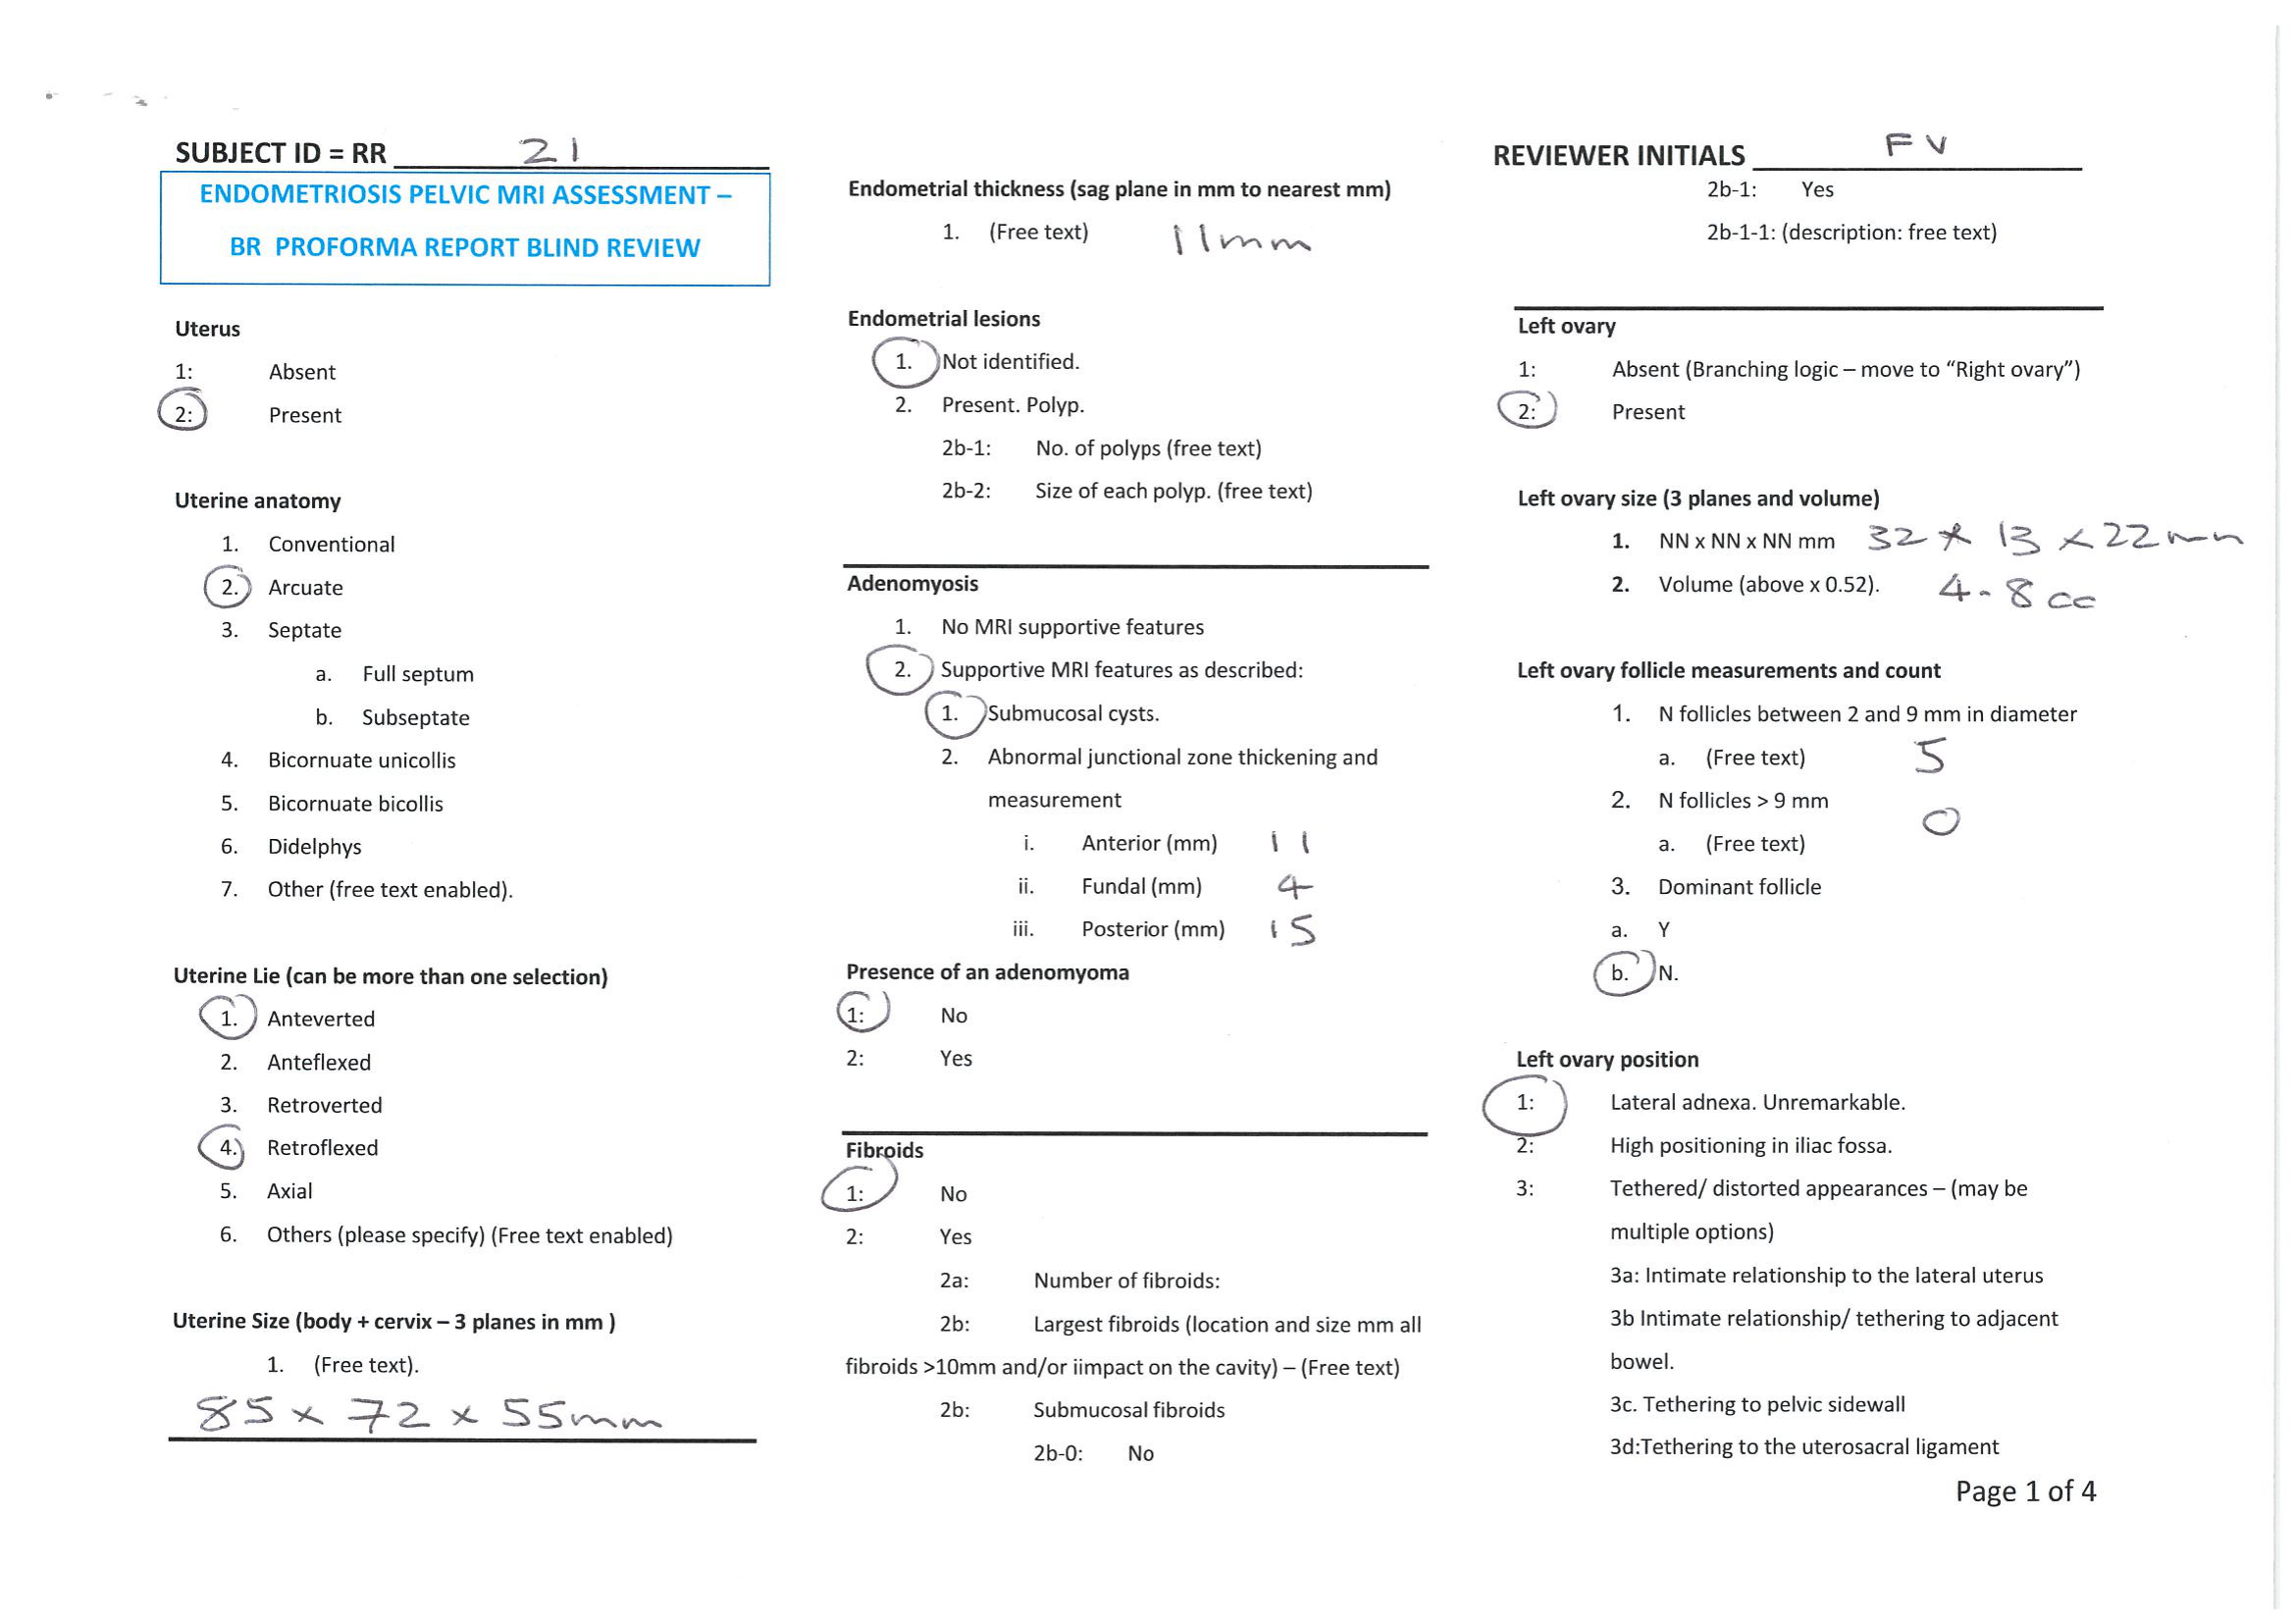 SUBJECT ID = RR 21
ENDOMETRIOSIS PELVIC MRI ASSESSMENT –
BR PROFORMA REPORT BLIND REVIEW
Uterus
1: Absent
2: Present
Uterine anatomy
1. Conventional
2. Arcuate
3. Septate
a. Full septum
b. Subseptate
4. Bicornuate unicollis
5. Bicornuate bicollis
6. Didelphys
7. Other (free text enabled).
Uterine Lie (can be more than one selection)
1. Anteverted
2. Anteflexed
3. Retroverted
4. Retroflexed
5. Axial
6. Others (please specify) (Free text enabled)
Uterine Size (body + cervix – 3 planes in mm )
1. (Free text).
85 x 72 x 55mm
Endometrial thickness (sag plane in mm to nearest mm)
1. (Free text) 11mm
Endometrial lesions
1. Not identified.
2. Present. Polyp.
2b-1: No. of polyps (free text)
2b-2: Size of each polyp. (free text)
Adenomyosis
1. No MRI supportive features
2. Supportive MRI features as described:
1. Submucosal cysts.
2. Abnormal junctional zone thickening and
measurement
i. Anterior (mm) 11
ii. Fundal (mm) 4
iii. Posterior (mm) 15
Presence of an adenomyoma
1: No
2: Yes
Fibroids
1: No
2: Yes
2a: Number of fibroids:
2b: Largest fibroids (location and size mm all
fibroids >10mm and/or iimpact on the cavity) – (Free text)
2b: Submucosal fibroids
2b-0: No
REVIEWER INITIALS FV
2b-1: Yes
2b-1-1: (description: free text)
Left ovary
1: Absent (Branching logic – move to “Right ovary”)
2: Present
Left ovary size (3 planes and volume)
1. NN x NN x NN mm 32 x 13 x 22mm
2. Volume (above x 0.52). 4.8cc
Left ovary follicle measurements and count
1. N follicles between 2 and 9 mm in diameter
a. (Free text) 5
2. N follicles > 9 mm
0
a. (Free text)
3. Dominant follicle
a. Y
b. N.
Left ovary position
1: Lateral adnexa. Unremarkable.
2: High positioning in iliac fossa.
3: Tethered/ distorted appearances – (may be
multiple options)
3a: Intimate relationship to the lateral uterus
3b Intimate relationship/ tethering to adjacent
bowel.
3c. Tethering to pelvic sidewall
3d:Tethering to the uterosacral ligament
Page 1 of 4